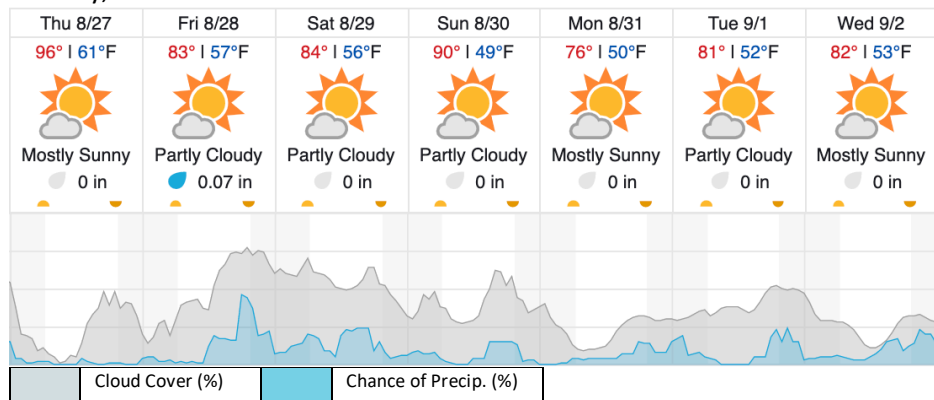 Thu 8/27 Fri 8/28 Sat 8/29 Sun 8/30 Mon 8/31 Tue 9/1 Wed 9/2
96° | 61°F 83° | 57°F 84° | 56°F 90° | 49°F 76° | 50°F 81° | 52°F 82° | 53°F
Mostly Sunny Partly Cloudy Partly Cloudy Partly Cloudy Mostly Sunny Partly Cloudy Mostly Sunny
0 in 0.07 in 0 in 0 in 0 in 0 in 0 in
Cloud Cover (%) Chance of Precip. (%)